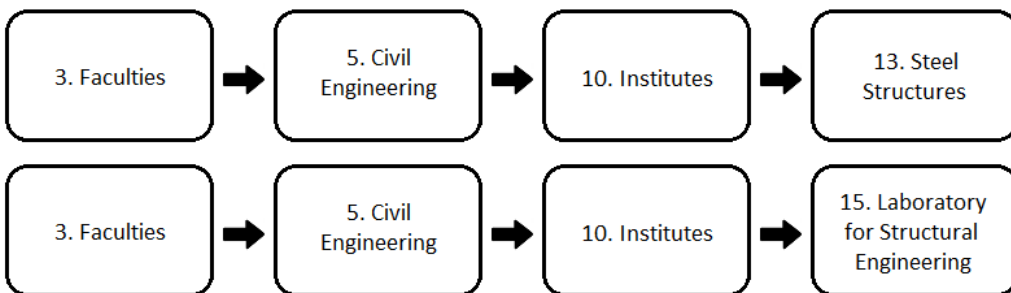 3. Faculties
5. Civil
Engineering
10. Institutes
13. Steel
Structures
3. Faculties
5. Civil
Engineering
10. Institutes
15. Laboratory
for Structural
Engineering